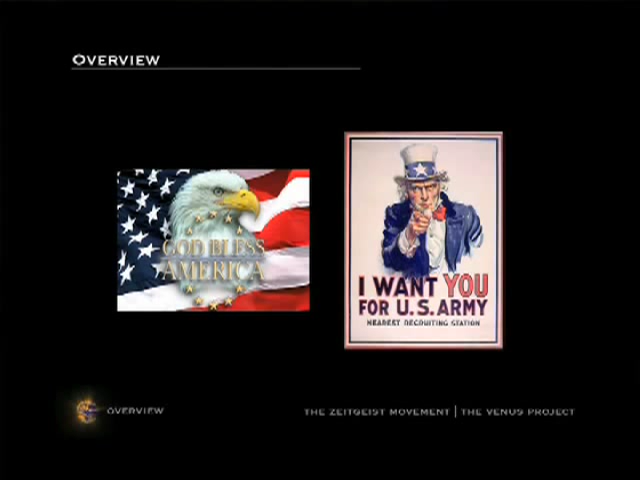 OVERVIEW
GOD BLESS
AMERICA
I WANT YOU
FOR U.S. ARMY
NEAREST RECRUITING STATION
OVERVIEW
THE ZEITGEIST MOVEMENT | THE VENUS PROJECT